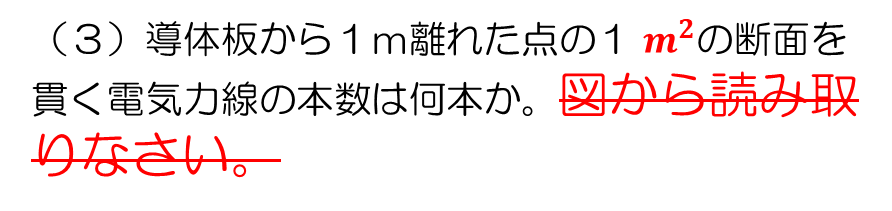 （３）導体板から１ｍ離れた点の１ m²の断面を
貫く電気力線の本数は何本か。図から読み取
りなさい。